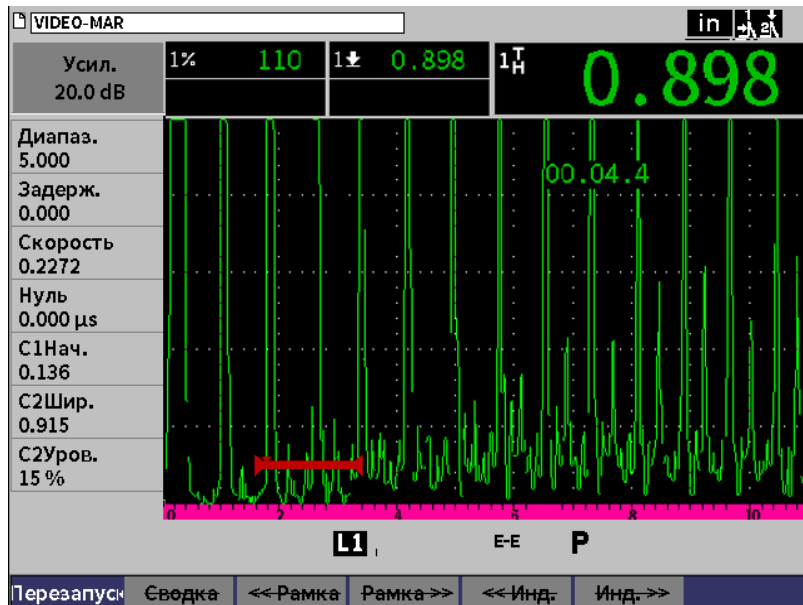 VIDEO-MAR
in
Усил.
20.0 dB
1% 110
1 0.898
1 T H 0.898
Диапаз.
5.000
Задерж.
0.000
Скорость
0.2272
Нуль
0.000 µs
С1Нач.
0.136
С2Шир.
0.915
С2Уров.
15 %
00.04.4
0 2 4 6 8 10
L1
E-E
P
Перезапуск
Сводка
<< Рамка
Рамка >>
<< Инд.
Инд. >>